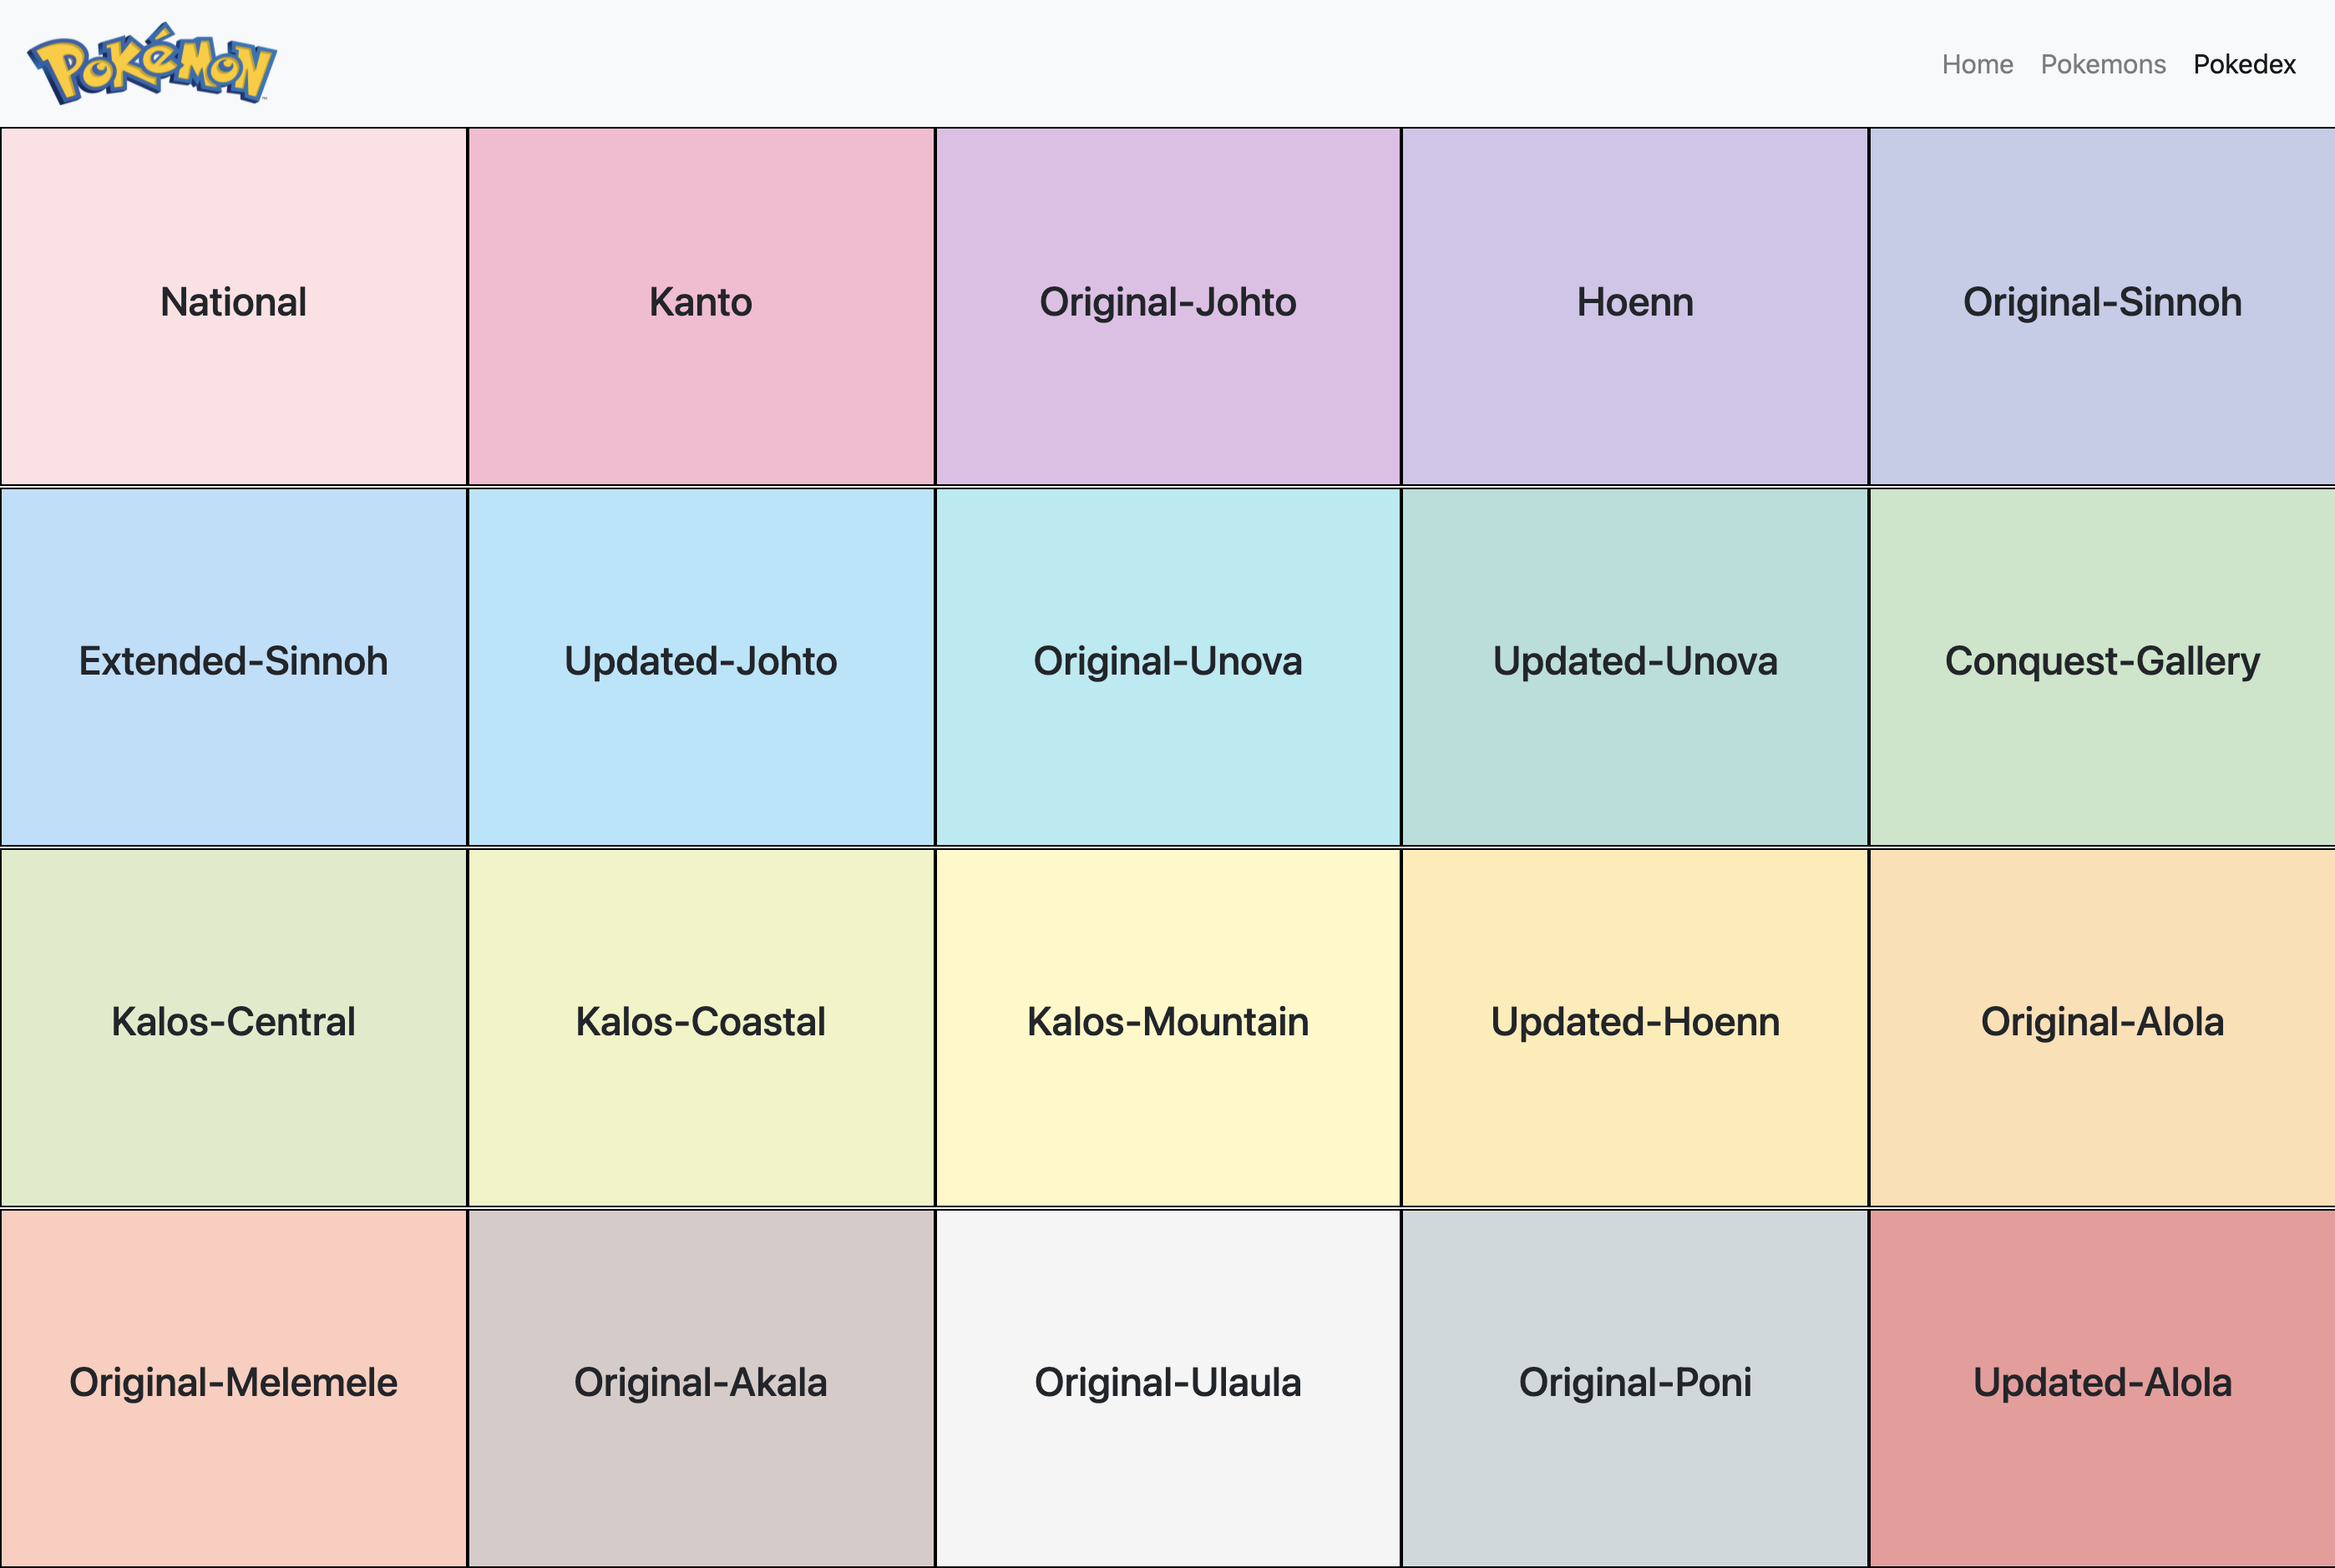 Pokémon
Home Pokemons Pokedex
National Kanto Original-Johto Hoenn Original-Sinnoh
Extended-Sinnoh Updated-Johto Original-Unova Updated-Unova Conquest-Gallery
Kalos-Central Kalos-Coastal Kalos-Mountain Updated-Hoenn Original-Alola
Original-Melemele Original-Akala Original-Ulaula Original-Poni Updated-Alola